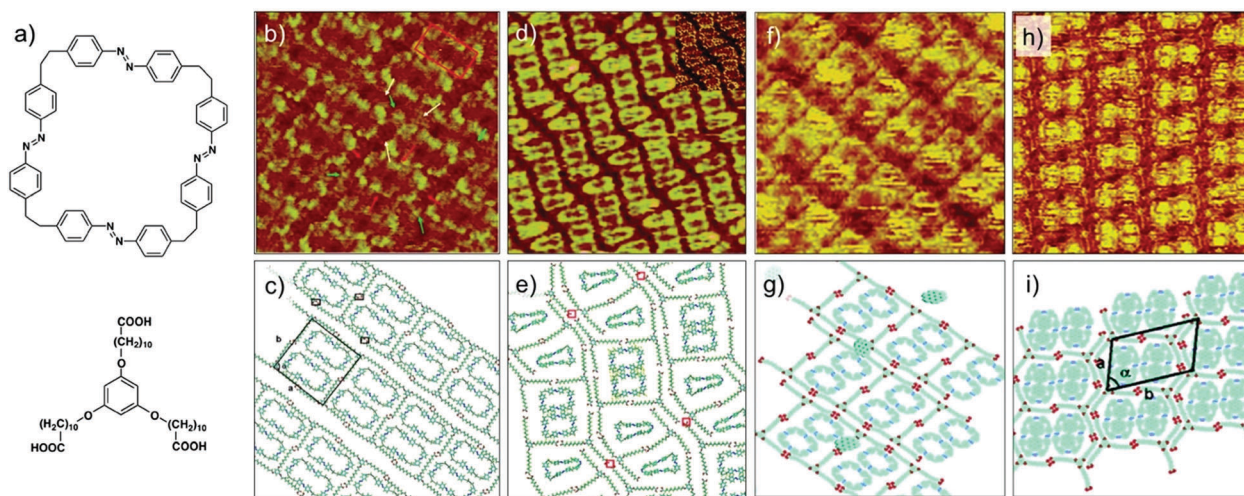 a)
N
N
N
N
N
N
N
N
COOH
(CH₂)₁₀
O
(H₂C)₁₀ O O (CH₂)₁₀
HOOC COOH
b)
c)
b
a
d)
e)
f)
g)
h)
i)
a
α
b